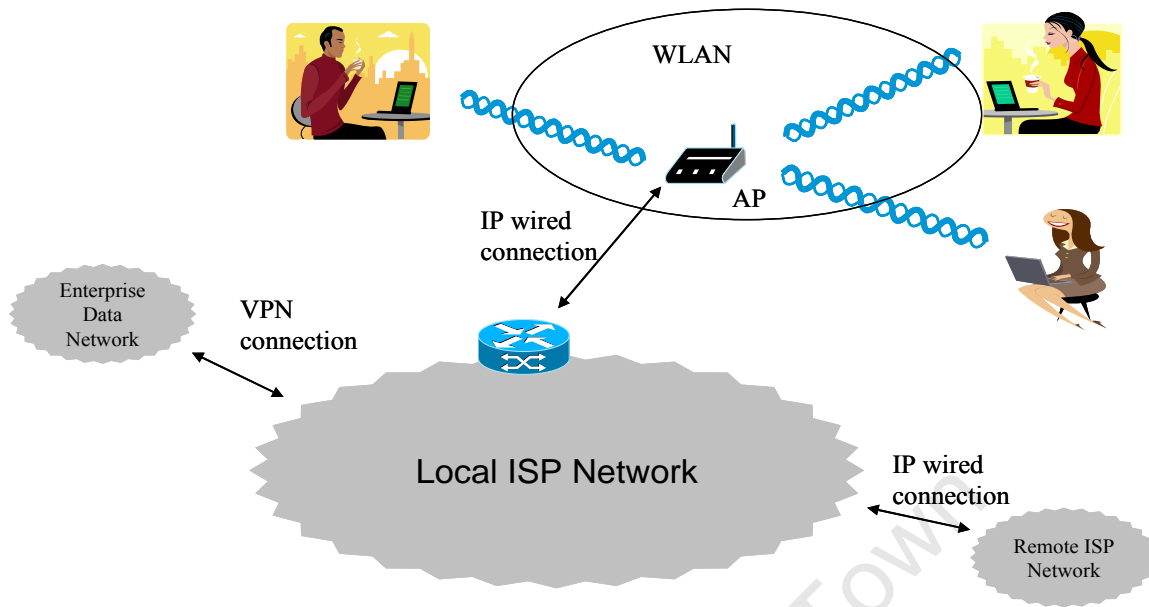 WLAN
AP
IP wired
connection
Enterprise
Data
Network
VPN
connection
Local ISP Network
IP wired
connection
Remote ISP
Network
Town